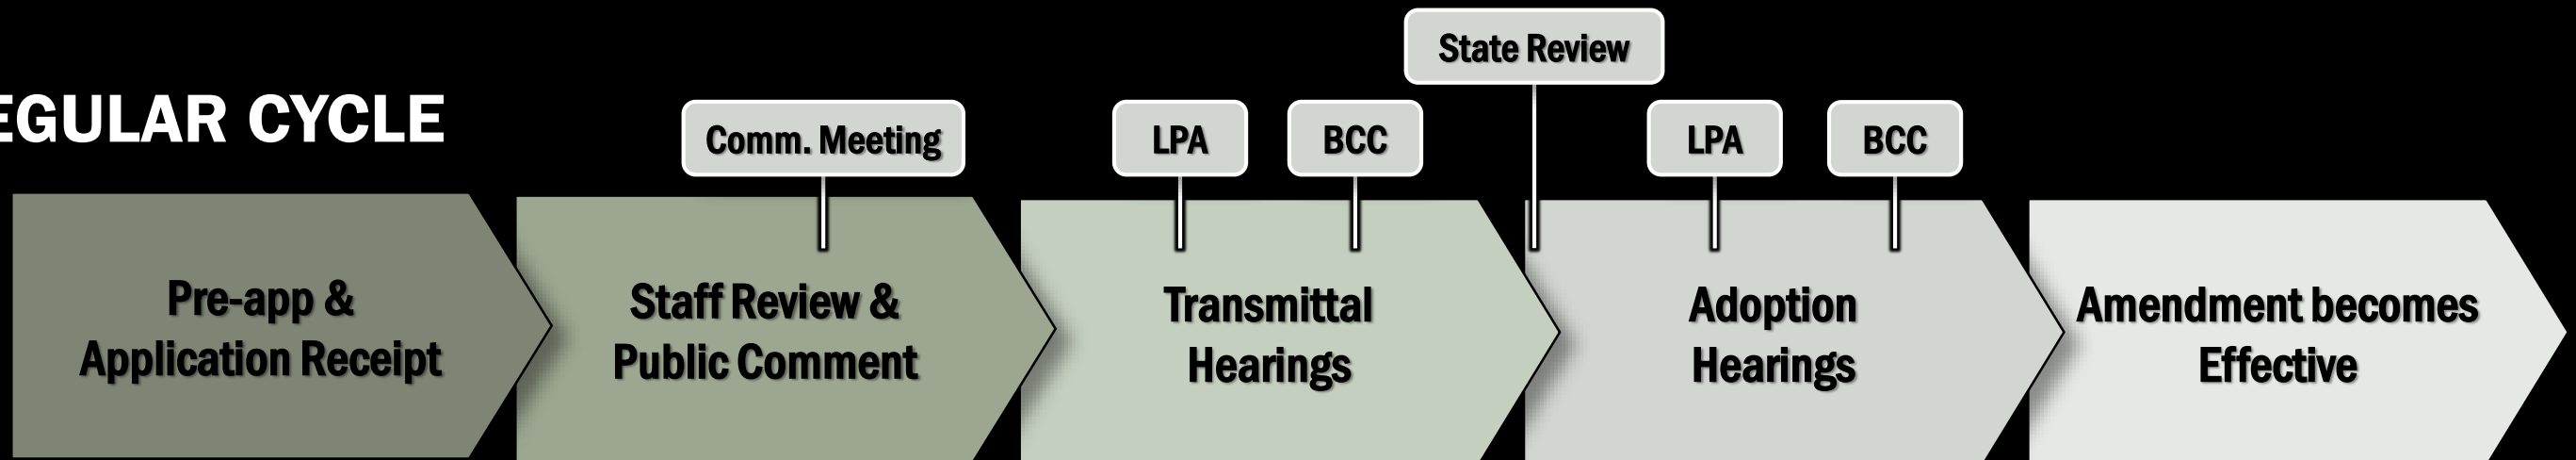 State Review
EGULAR CYCLE
Comm. Meeting
LPA
BCC
LPA
BCC
Pre-app &
Application Receipt
Staff Review &
Public Comment
Transmittal
Hearings
Adoption
Hearings
Amendment becomes
Effective